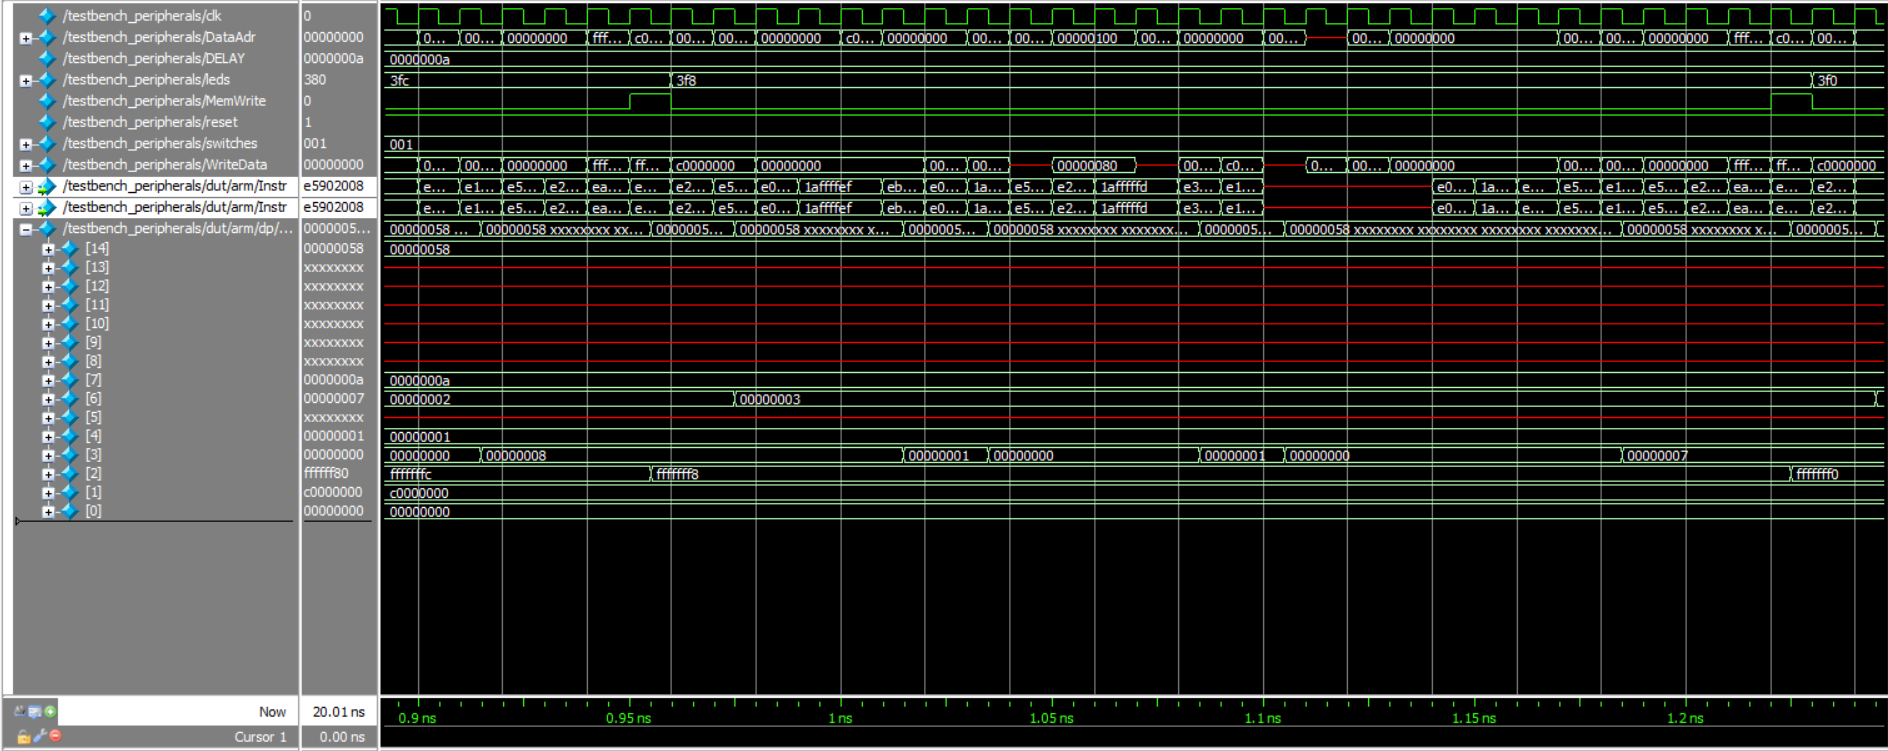 /testbench_peripherals/clk 0
/testbench_peripherals/DataAdr 00000000 0... 00... 00000000 fff... c0... 00... 00... 00000000 c0... 00000000 00... 00... 00000100 00... 00000000 00... 00... 00000000 00... 00... 00000000 fff... c0... 00...
/testbench_peripherals/DELAY 0000000a 0000000a
/testbench_peripherals/leds 380 3fc 3f8 3f0
/testbench_peripherals/MemWrite 0
/testbench_peripherals/reset 1
/testbench_peripherals/switches 001 001
/testbench_peripherals/WriteData 00000000 0... 00... 00000000 fff... ff... c0000000 00000000 00... 00... 00000080 00... c0... 0... 00... 00000000 00... 00... 00000000 fff... ff... c0000000
/testbench_peripherals/dut/arm/Instr e5902008 e... e1... e5... e2... ea... e... e2... e5... e0... 1affffef eb... e0... 1a... e5... e2... 1afffffd e3... e1... e0... 1a... e... e5... e1... e5... e2... ea... e... e2...
/testbench_peripherals/dut/arm/Instr e5902008 e... e1... e5... e2... ea... e... e2... e5... e0... 1affffef eb... e0... 1a... e5... e2... 1afffffd e3... e1... e0... 1a... e... e5... e1... e5... e2... ea... e... e2...
/testbench_peripherals/dut/arm/dp/... 0000005... 00000058 ... 00000058 xxxxxxxx xx... 0000005... 00000058 xxxxxxxx x... 0000005... 00000058 xxxxxxxx xxxxxxx... 0000005... 00000058 xxxxxxxx xxxxxxxx xxxxxxxx xxxxxxx... 00000058 xxxxxxxx x... 0000005...
[14] 00000058 00000058
[13] xxxxxxxx
[12] xxxxxxxx
[11] xxxxxxxx
[10] xxxxxxxx
[9] xxxxxxxx
[8] xxxxxxxx
[7] 0000000a 0000000a
[6] 00000007 00000002 00000003
[5] xxxxxxxx
[4] 00000001 00000001
[3] 00000000 00000000 00000008 00000001 00000000 00000001 00000000 00000007
[2] ffffff80 fffffffc fffffff8 fffffff0
[1] c0000000 c0000000
[0] 00000000 00000000
Now 20.01 ns 0.9 ns 0.95 ns 1 ns 1.05 ns 1.1 ns 1.15 ns 1.2 ns
Cursor 1 0.00 ns